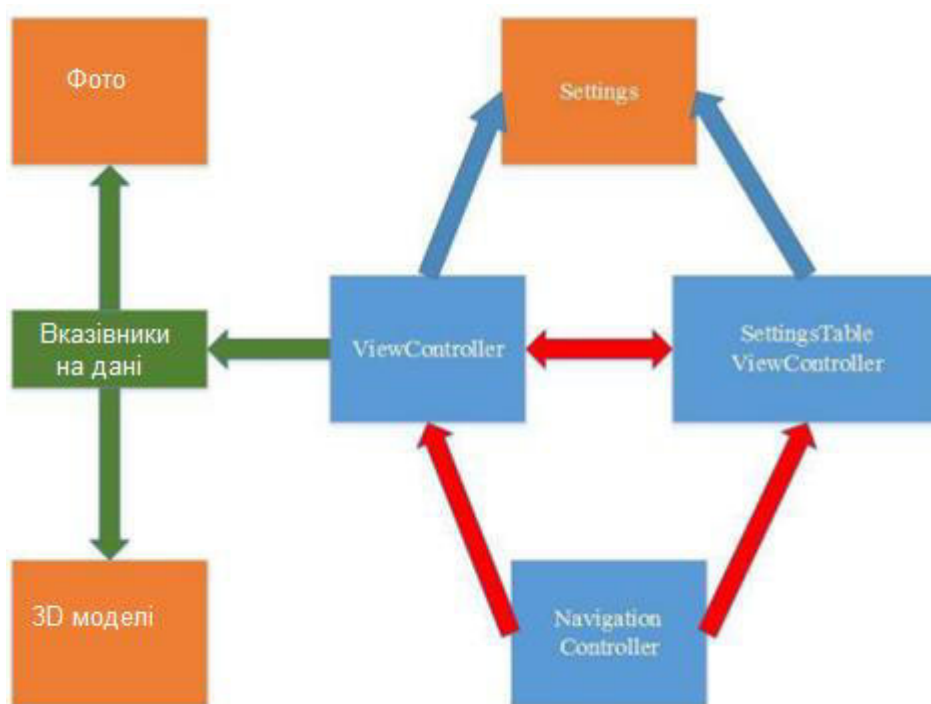 Фото
Settings
Вказівники
на дані
ViewController
SettingsTable
ViewController
3D моделі
Navigation
Controller